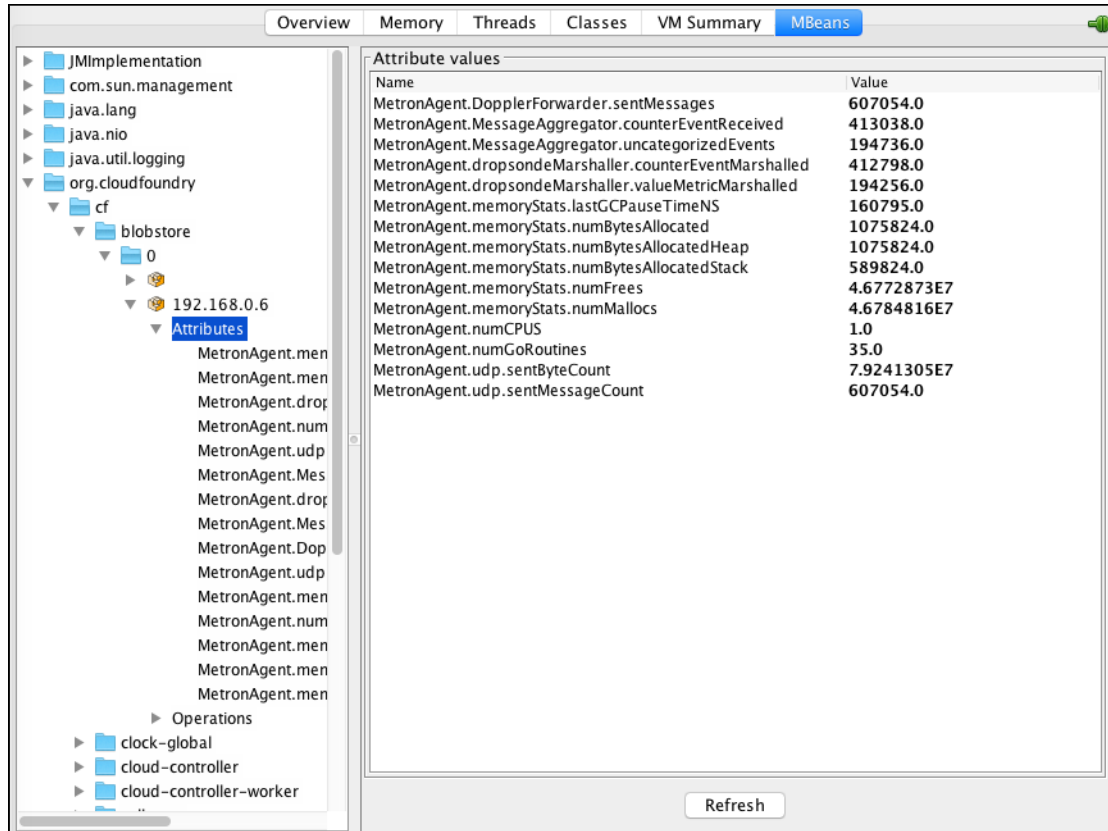 Overview Memory Threads Classes VM Summary MBeans
JMImplementation
com.sun.management
java.lang
java.nio
java.util.logging
org.cloudfoundry
cf
blobstore
0
192.168.0.6
Attributes
MetronAgent.men
MetronAgent.men
MetronAgent.drop
MetronAgent.num
MetronAgent.udp
MetronAgent.Mes
MetronAgent.drop
MetronAgent.Mes
MetronAgent.Dop
MetronAgent.udp
MetronAgent.men
MetronAgent.num
MetronAgent.men
MetronAgent.men
MetronAgent.men
Operations
clock-global
cloud-controller
cloud-controller-worker
Attribute values
Name Value
MetronAgent.DopplerForwarder.sentMessages 607054.0
MetronAgent.MessageAggregator.counterEventReceived 413038.0
MetronAgent.MessageAggregator.uncategorizedEvents 194736.0
MetronAgent.dropsondeMarshaller.counterEventMarshalled 412798.0
MetronAgent.dropsondeMarshaller.valueMetricMarshalled 194256.0
MetronAgent.memoryStats.lastGCPauseTimeNS 160795.0
MetronAgent.memoryStats.numBytesAllocated 1075824.0
MetronAgent.memoryStats.numBytesAllocatedHeap 1075824.0
MetronAgent.memoryStats.numBytesAllocatedStack 589824.0
MetronAgent.memoryStats.numFrees 4.6772873E7
MetronAgent.memoryStats.numMallocs 4.6784816E7
MetronAgent.numCPUS 1.0
MetronAgent.numGoRoutines 35.0
MetronAgent.udp.sentByteCount 7.9241305E7
MetronAgent.udp.sentMessageCount 607054.0
Refresh